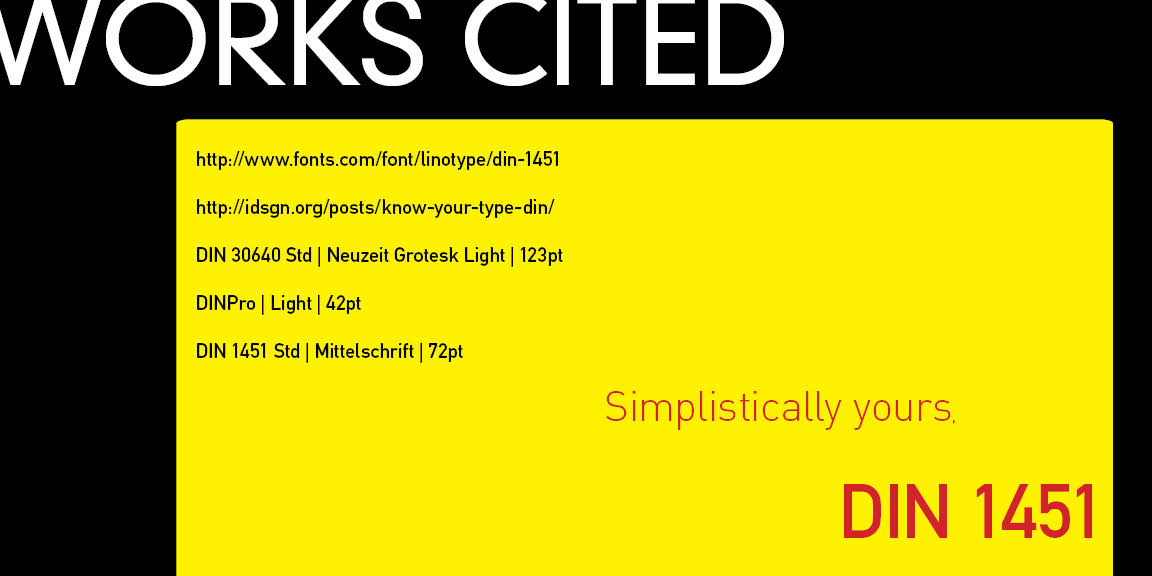 WORKS CITED
http://www.fonts.com/font/linotype/din-1451
http://idsgn.org/posts/know-your-type-din/
DIN 30640 Std | Neuzeit Grotesk Light | 123pt
DINPro | Light | 42pt
DIN 1451 Std | Mittelschrift | 72pt
Simplistically yours,
DIN 1451